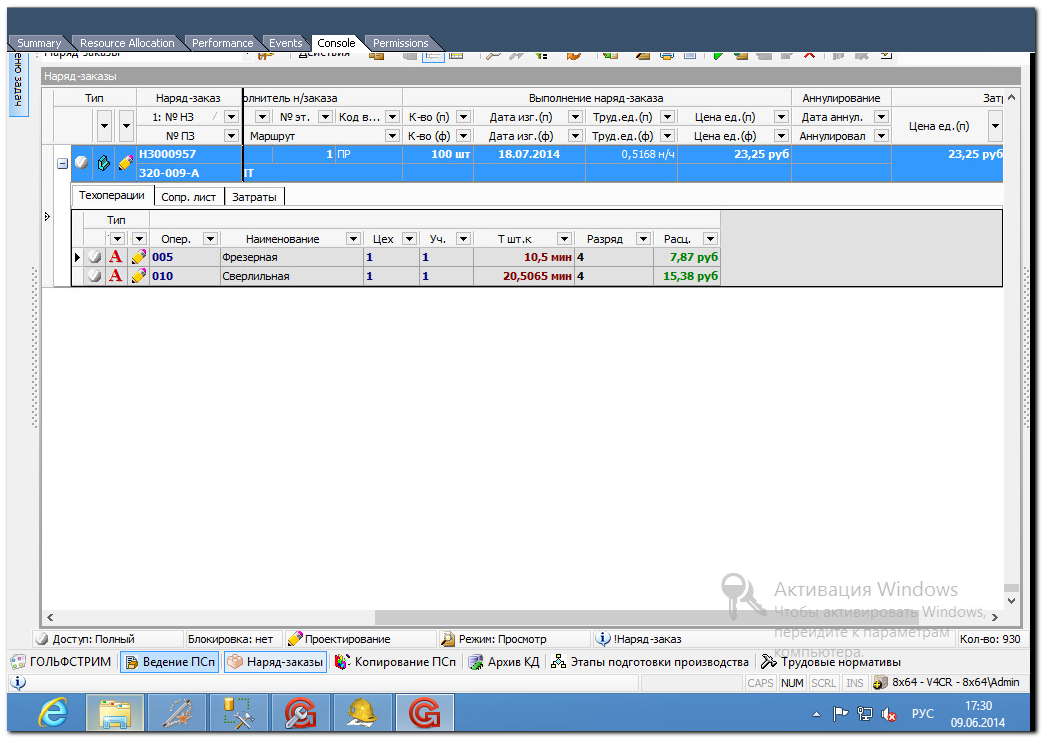 Summary Resource Allocation Performance Events Console Permissions
Наряд-заказы Действия
Наряд-заказы
Тип Наряд-заказ олнитель н/заказа Выполнение наряд-заказа Аннулирование Затр
1: № НЗ № эт. Код в... К-во (п) Дата изг.(п) Труд.ед.(п) Цена ед.(п) Дата аннул. Цена ед.(п)
№ ПЗ Маршрут К-во (ф) Дата изг.(ф) Труд.ед.(ф) Цена ед.(ф) Аннулировал
НЗ000957 1 ПР 100 шт 18.07.2014 0,5168 н/ч 23,25 руб 23,25 руб
320-009-А
Техоперации Сопр. лист Затраты
Тип
Опер. Наименование Цех Уч. Т шт.к Разряд Расц.
А 005 Фрезерная 1 1 10,5 мин 4 7,87 руб
А 010 Сверлильная 1 1 20,5065 мин 4 15,38 руб
Активация Windows
Чтобы активировать Windows,
перейдите к параметрам
компьютера.
Доступ: Полный Блокировка: нет Проектирование Режим: Просмотр !Наряд-заказ Кол-во: 930
ГОЛЬФСТРИМ Ведение ПСп Наряд-заказы Копирование ПСп Архив КД Этапы подготовки производства Трудовые нормативы
CAPS NUM SCRL INS 8x64 - V4CR - 8x64\Admin
РУС 17:30
09.06.2014